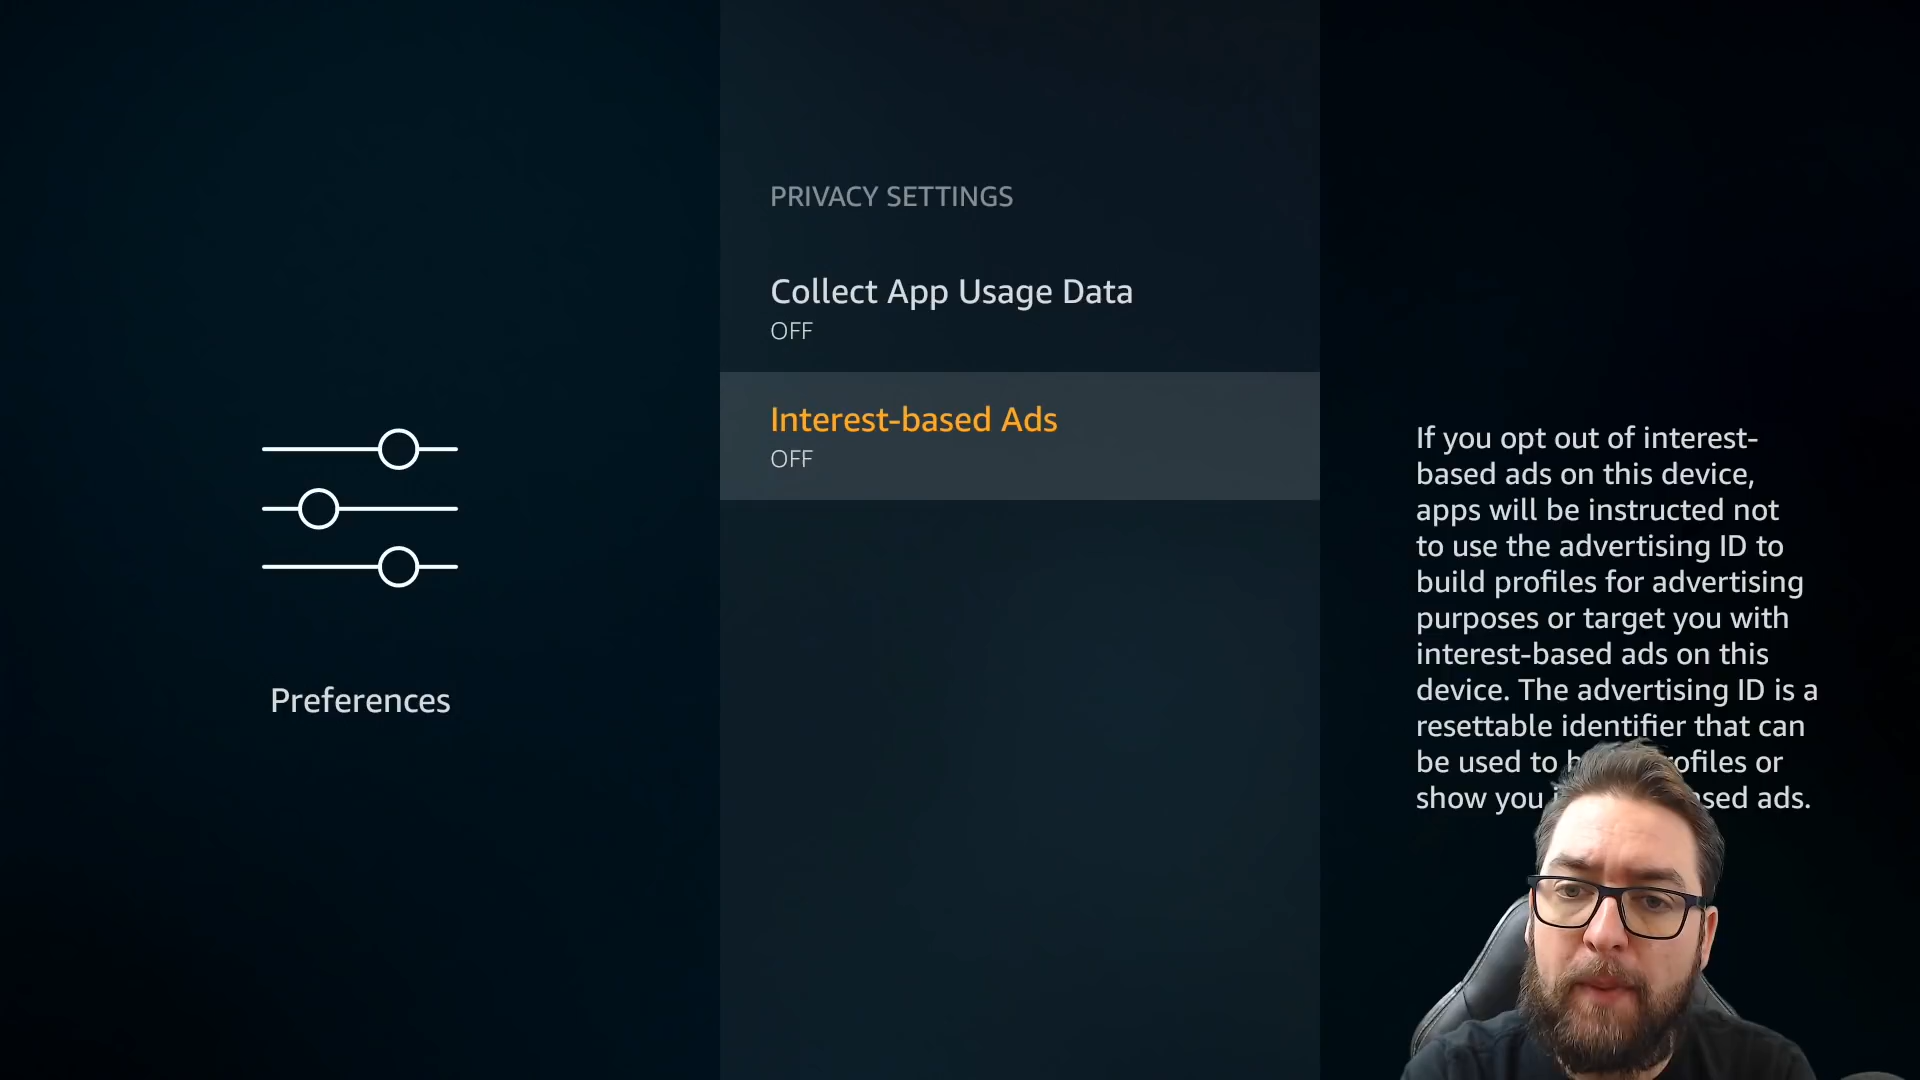 PRIVACY SETTINGS
Collect App Usage Data
OFF
Interest-based Ads
OFF
Preferences
If you opt out of interest-
based ads on this device,
apps will be instructed not
to use the advertising ID to
build profiles for advertising
purposes or target you with
interest-based ads on this
device. The advertising ID is a
resettable identifier that can
be used to or
show you ads.